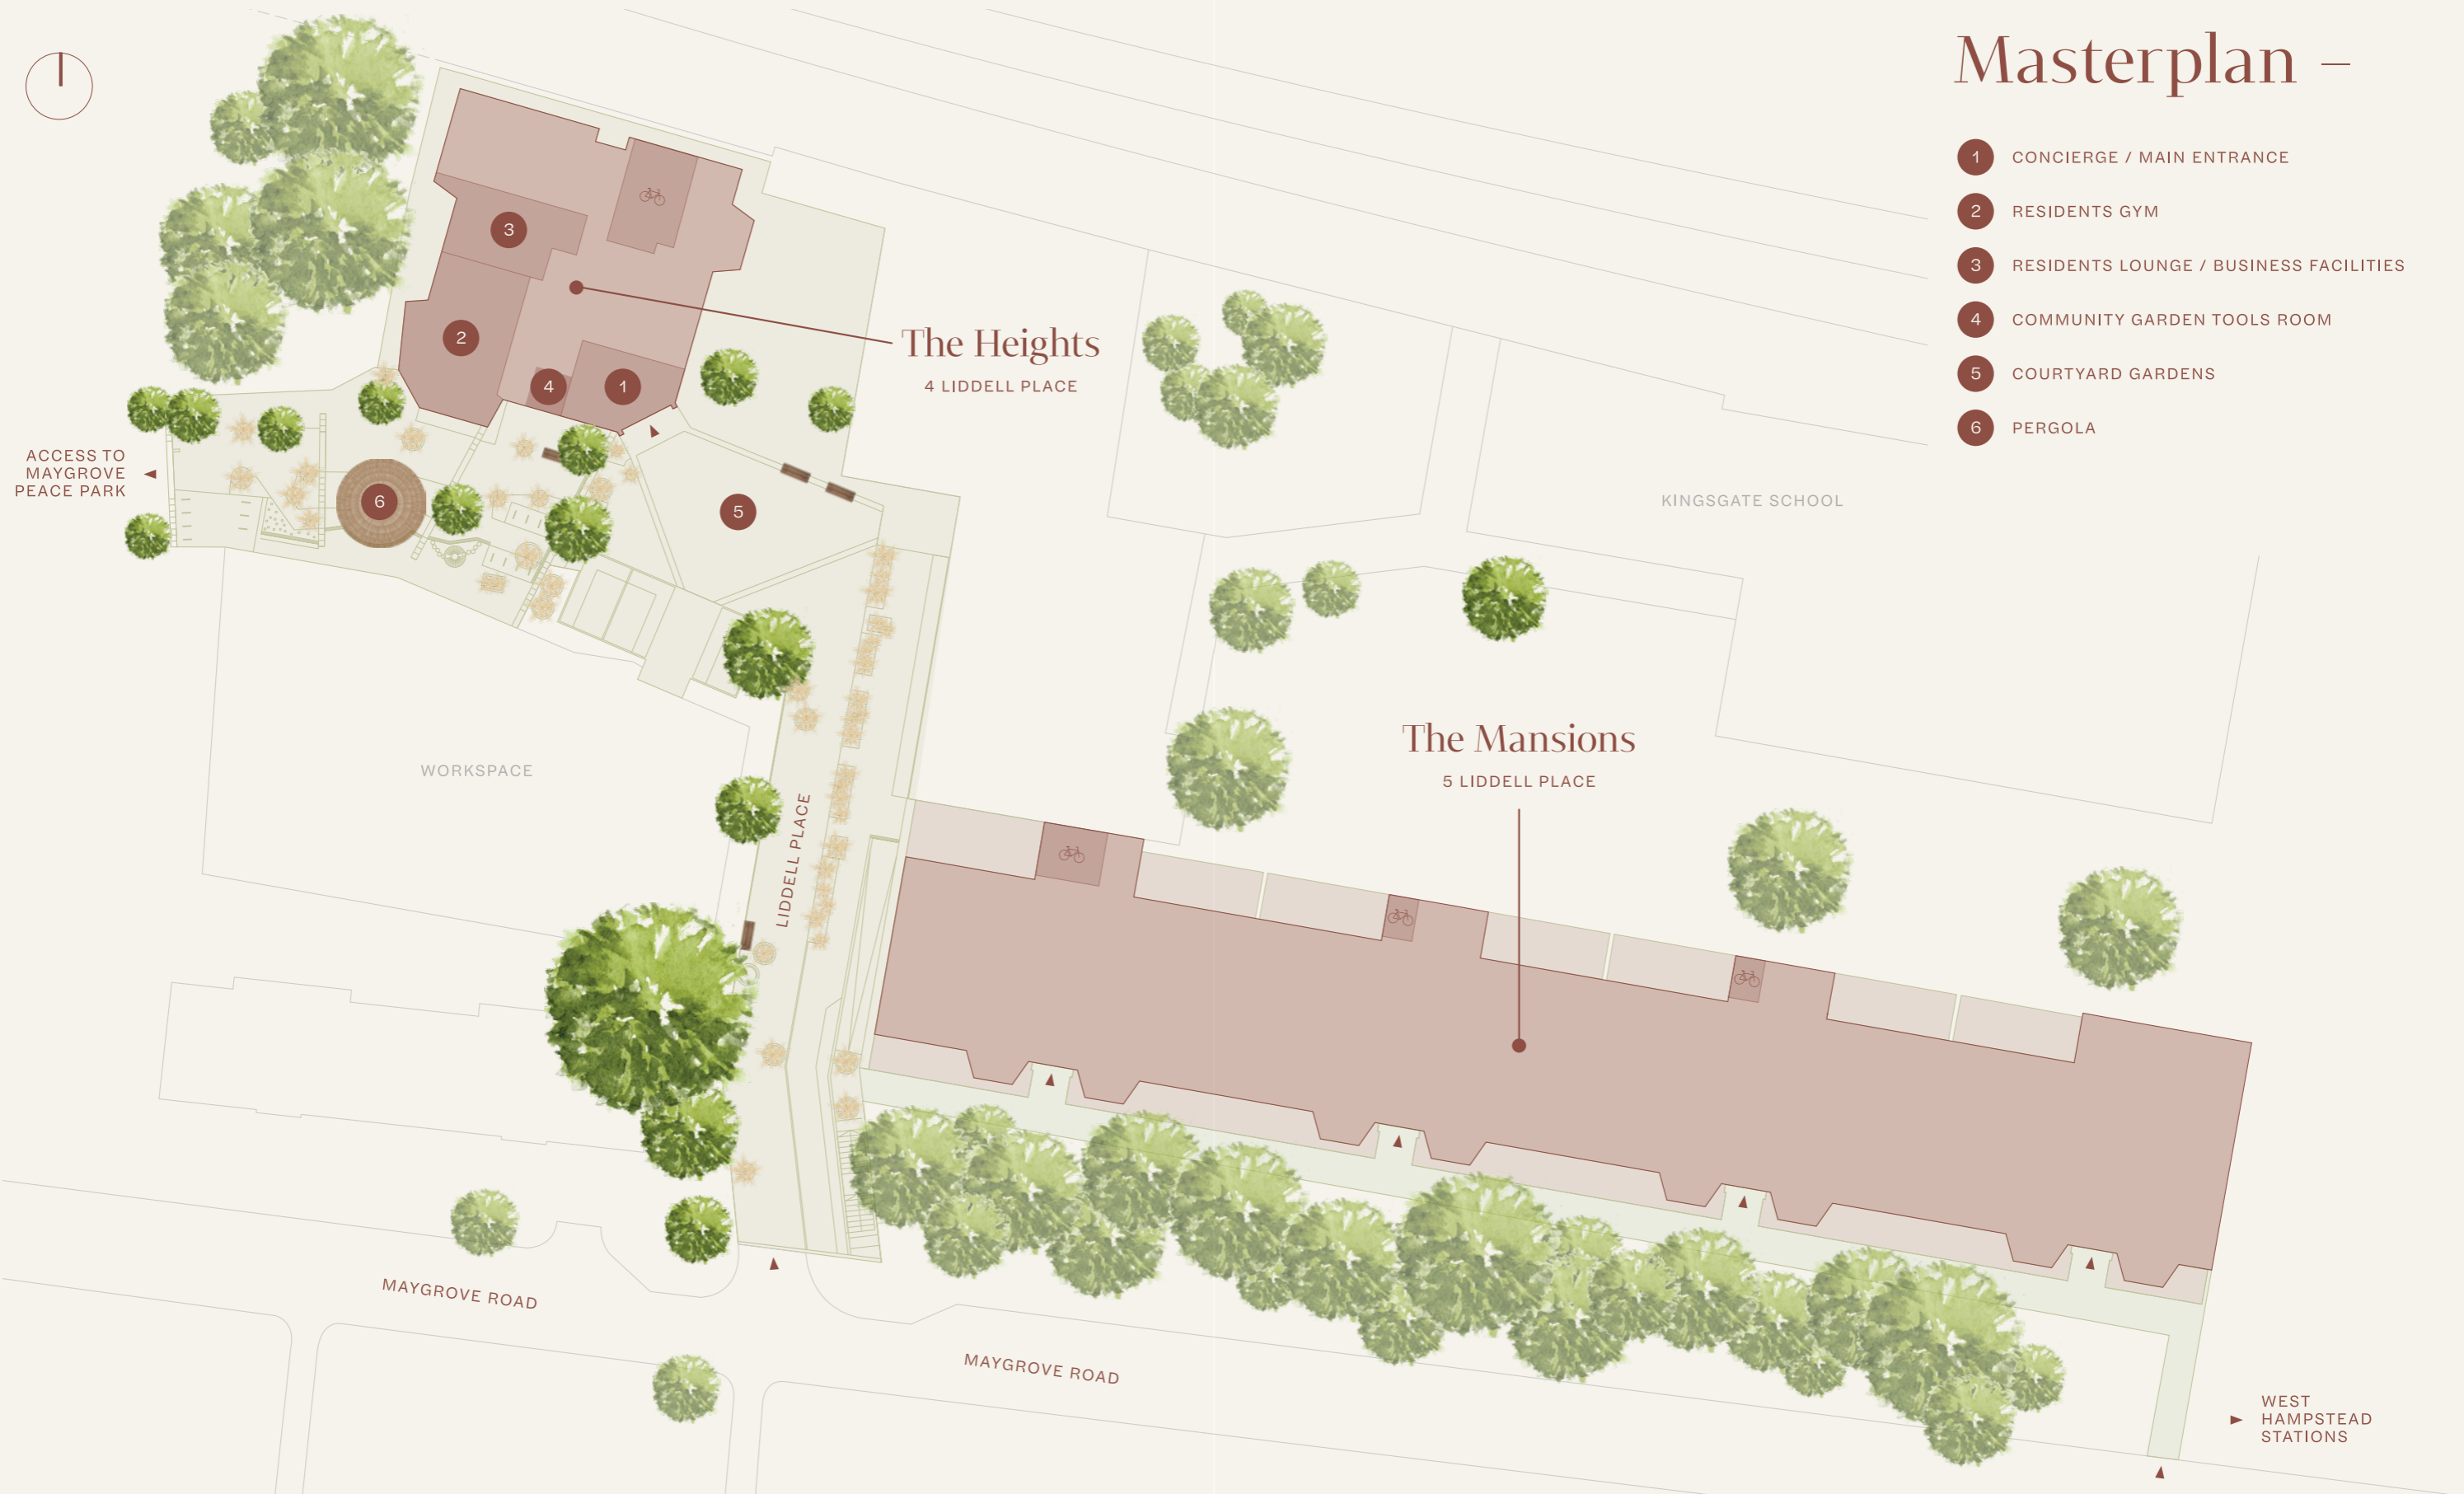 Masterplan –
1 CONCIERGE / MAIN ENTRANCE
2 RESIDENTS GYM
3 RESIDENTS LOUNGE / BUSINESS FACILITIES
4 COMMUNITY GARDEN TOOLS ROOM
5 COURTYARD GARDENS
6 PERGOLA
3
2
4
1
The Heights
4 LIDDELL PLACE
ACCESS TO
MAYGROVE
PEACE PARK
6
5
KINGSGATE SCHOOL
WORKSPACE
The Mansions
5 LIDDELL PLACE
LIDDELL PLACE
MAYGROVE ROAD
MAYGROVE ROAD
WEST
HAMPSTEAD
STATIONS